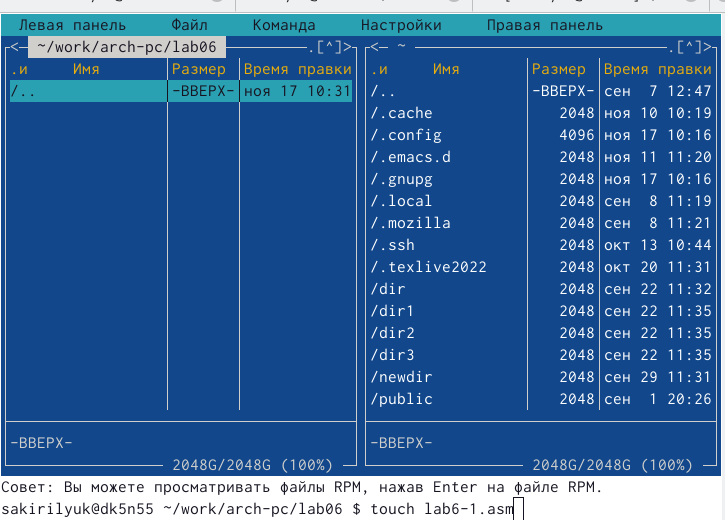 Левая панель Файл Команда Настройки Правая панель
<- ~/work/arch-pc/lab06 .[^]> <- ~ .[^]>
.и Имя Размер Время правки .и Имя Размер Время правки
/.. -ВВЕРХ- ноя 17 10:31 /.. -ВВЕРХ- сен 7 12:47
/.cache 2048 ноя 10 10:19
/.config 4096 ноя 17 10:16
/.emacs.d 2048 ноя 11 11:20
/.gnupg 2048 ноя 17 10:16
/.local 2048 сен 8 11:19
/.mozilla 2048 сен 8 11:21
/.ssh 2048 окт 13 10:44
/.texlive2022 2048 окт 20 11:31
/dir 2048 сен 22 11:32
/dir1 2048 сен 22 11:35
/dir2 2048 сен 22 11:35
/dir3 2048 сен 22 11:35
/newdir 2048 сен 29 11:31
/public 2048 сен 1 20:26
-ВВЕРХ- -ВВЕРХ-
2048G/2048G (100%) 2048G/2048G (100%)
Совет: Вы можете просматривать файлы RPM, нажав Enter на файле RPM.
sakirilyuk@dk5n55 ~/work/arch-pc/lab06 $ touch lab6-1.asm